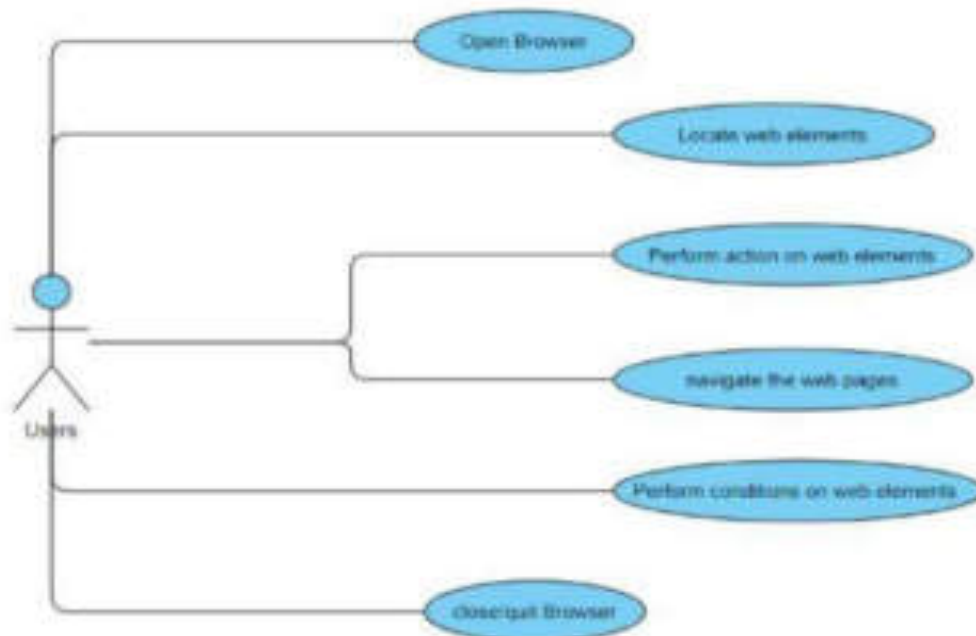 Open Browser
Locate web elements
Perform action on web elements
navigate the web pages
Users
Perform conditions on web elements
close/quit Browser